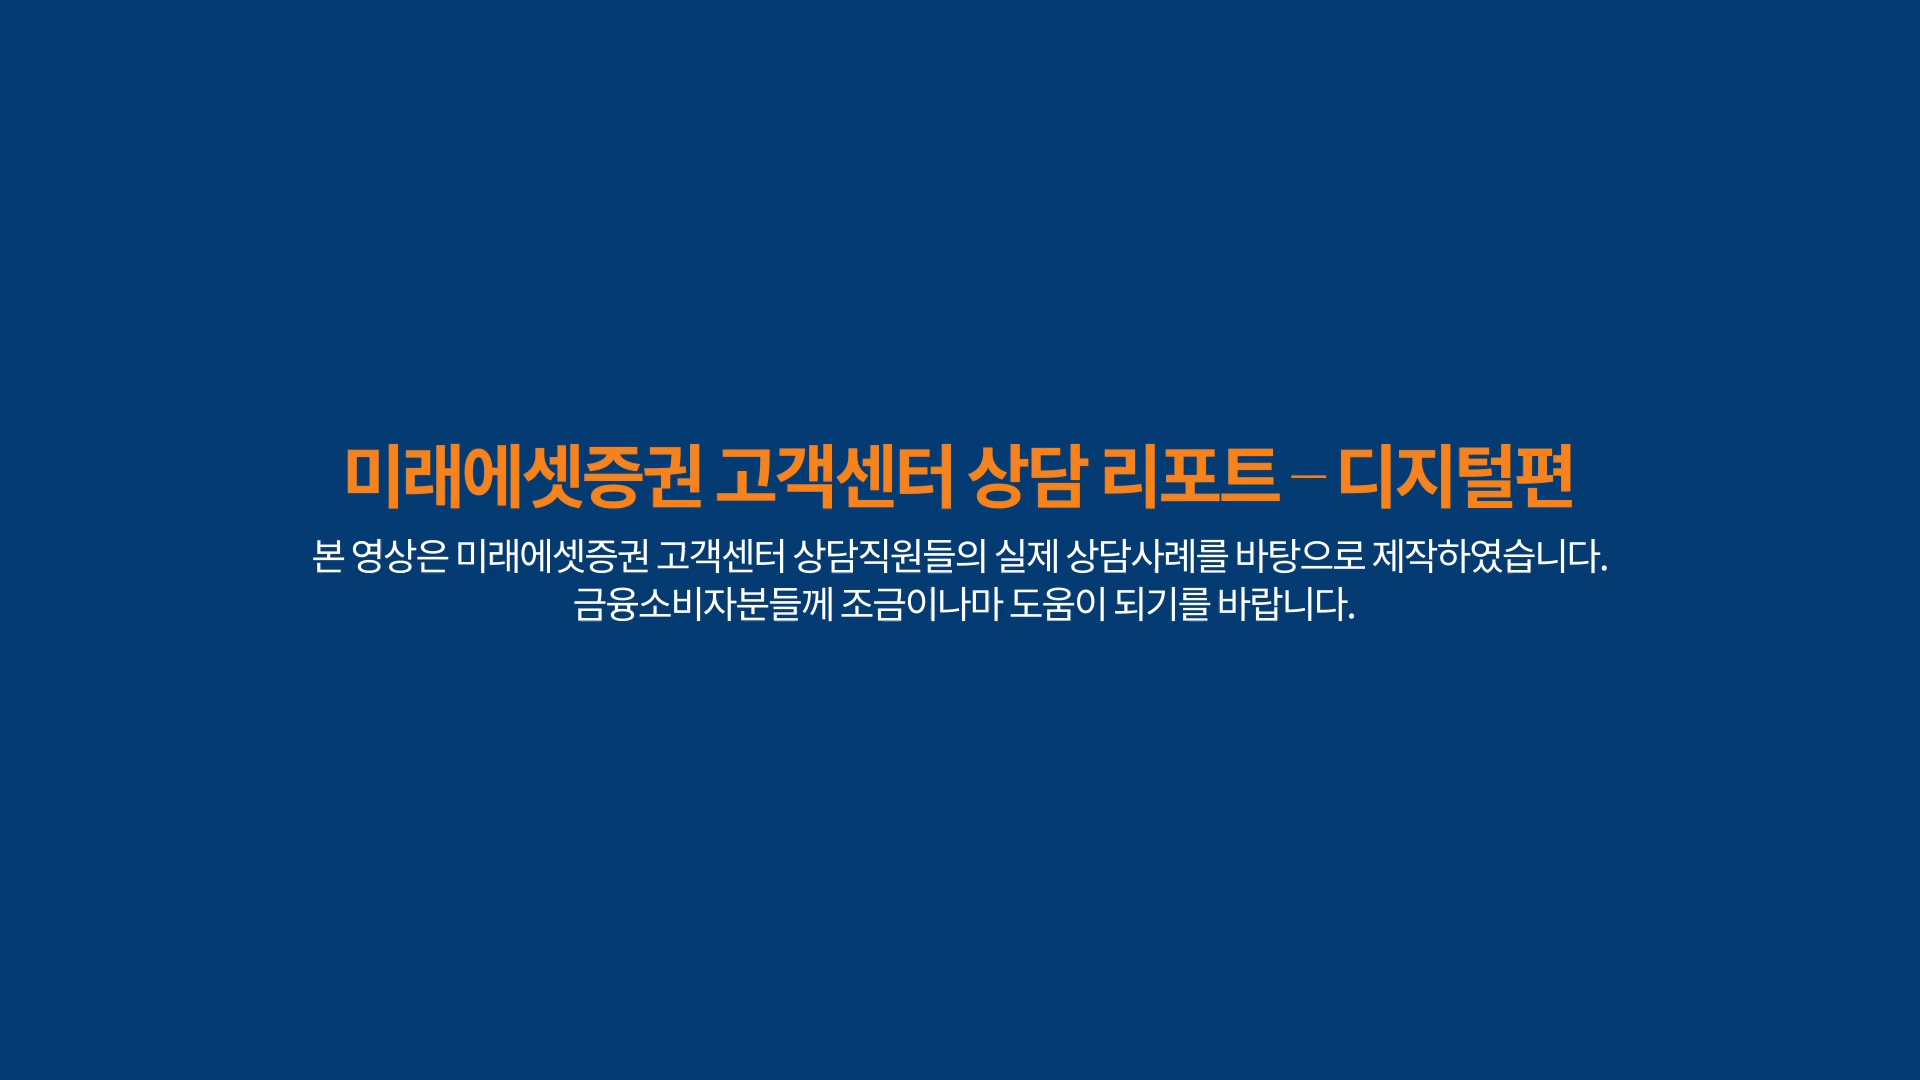 미래에셋증권 고객센터 상담 리포트 – 디지털편
본 영상은 미래에셋증권 고객센터 상담직원들의 실제 상담사례를 바탕으로 제작하였습니다.
금융소비자분들께 조금이나마 도움이 되기를 바랍니다.